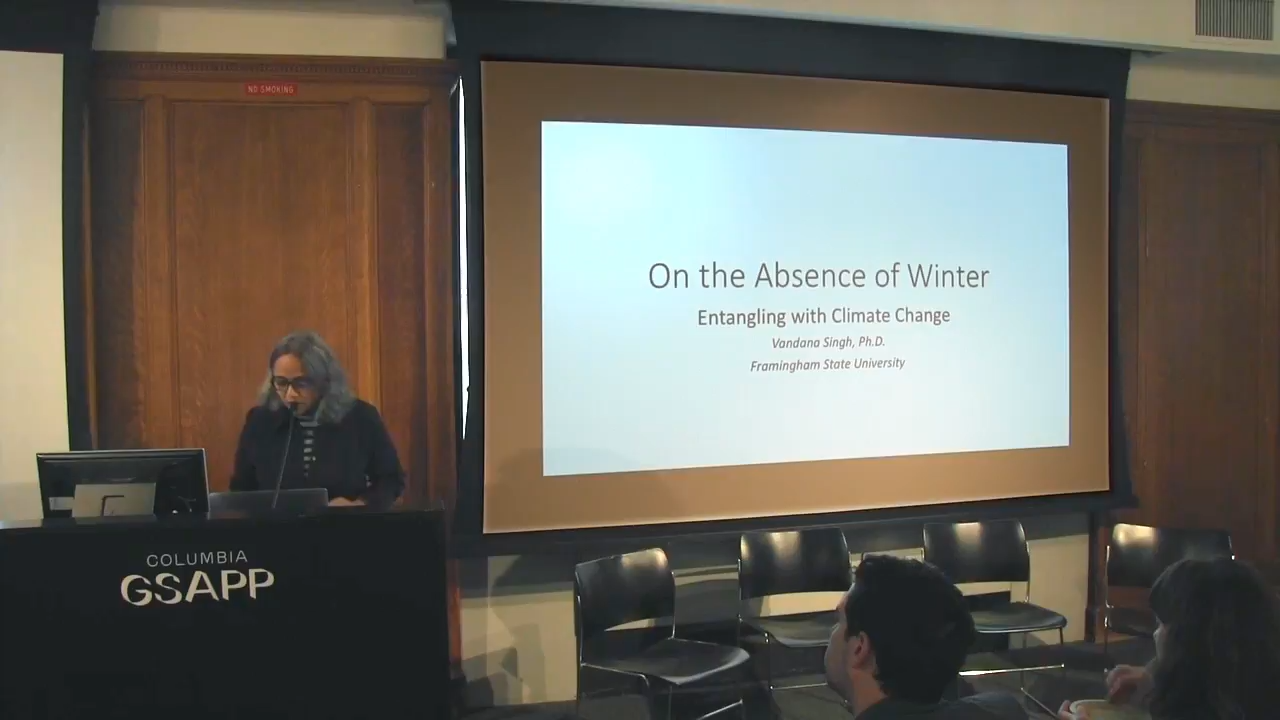 NO SMOKING
On the Absence of Winter
Entangling with Climate Change
Vandana Singh, Ph.D.
Framingham State University
COLUMBIA
GSAPP